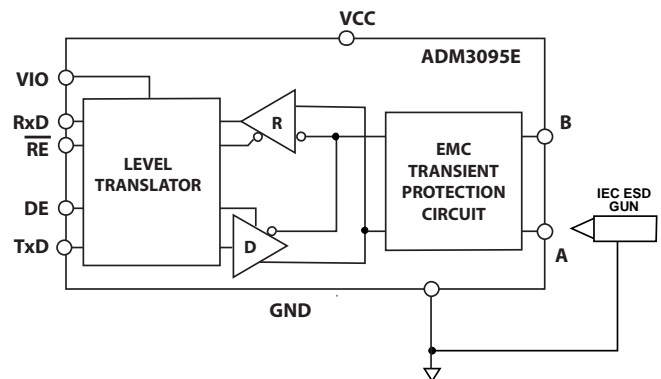 VCC
ADM3095E
VIO
RxD
RE
DE
TxD
LEVEL
TRANSLATOR
R
D
EMC
TRANSIENT
PROTECTION
CIRCUIT
B
A
IEC ESD
GUN
GND